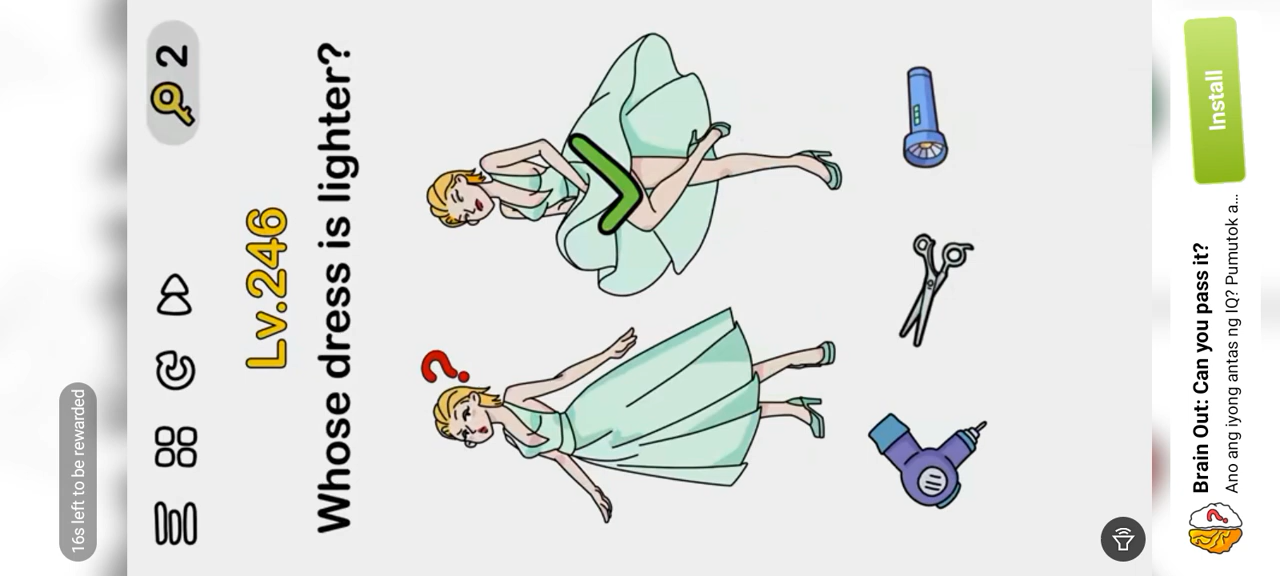 16s left to be rewarded
2
Lv.246
Whose dress is lighter?
?
Brain Out: Can you pass it?
Ano ang iyong antas ng IQ? Pumutok a...
Install